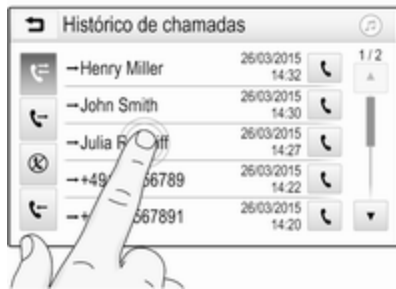 Histórico de chamadas
1/2
→Henry Miller 26/03/2015 14:32
→John Smith 26/03/2015 14:30
→Julia 26/03/2015 14:27
26/03/2015 14:22
26/03/2015 14:20